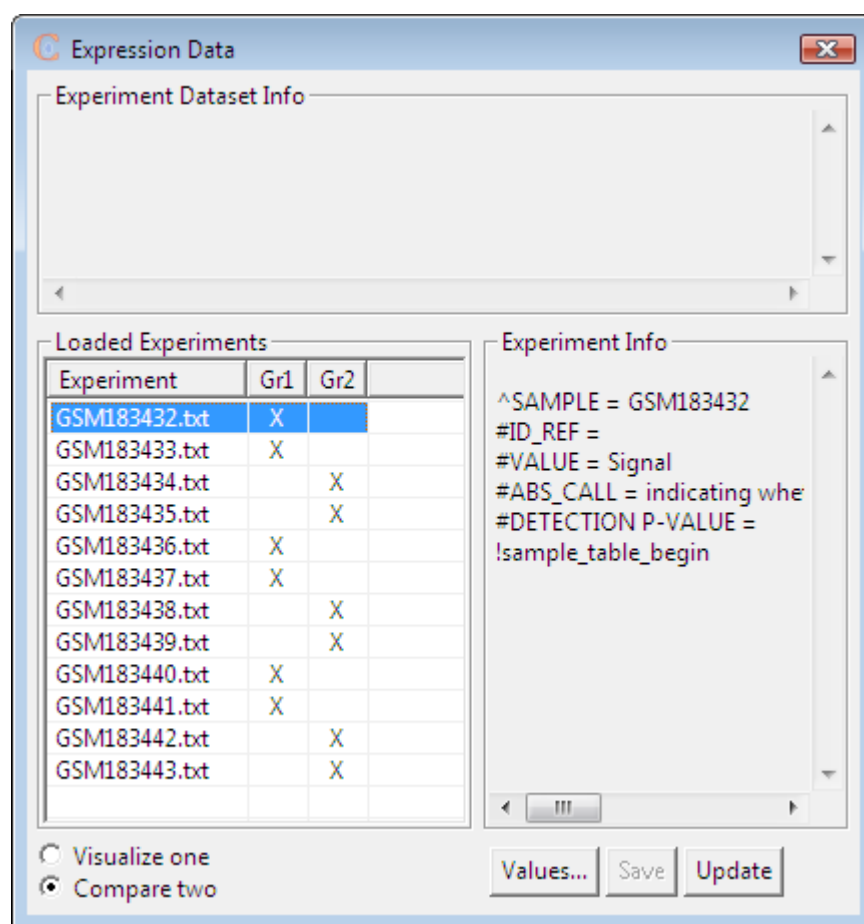 Expression Data
Experiment Dataset Info
Loaded Experiments
Experiment Gr1 Gr2
GSM183432.txt X
GSM183433.txt X
GSM183434.txt X
GSM183435.txt X
GSM183436.txt X
GSM183437.txt X
GSM183438.txt X
GSM183439.txt X
GSM183440.txt X
GSM183441.txt X
GSM183442.txt X
GSM183443.txt X
Visualize one
Compare two
Experiment Info
^SAMPLE = GSM183432
#ID_REF =
#VALUE = Signal
#ABS_CALL = indicating whe
#DETECTION P-VALUE =
!sample_table_begin
Values... Save Update